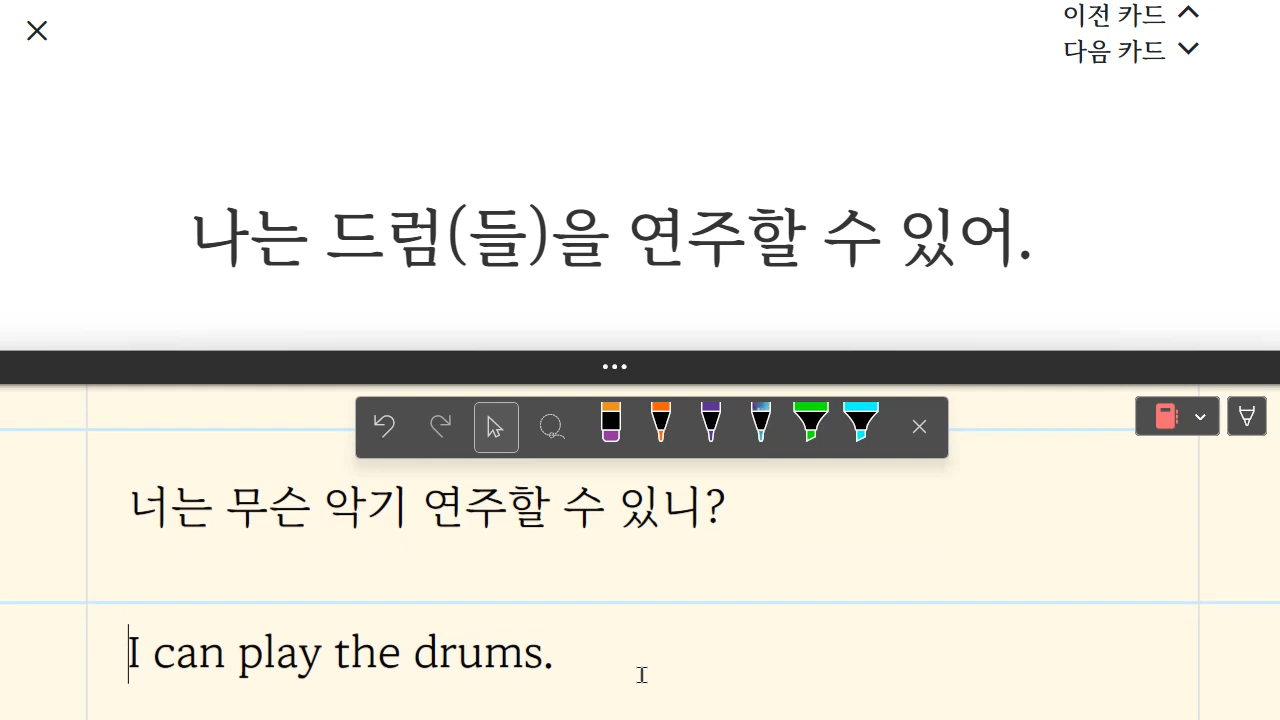 이전 카드
다음 카드
나는 드럼(들)을 연주할 수 있어.
너는 무슨 악기 연주할 수 있니?
I can play the drums.